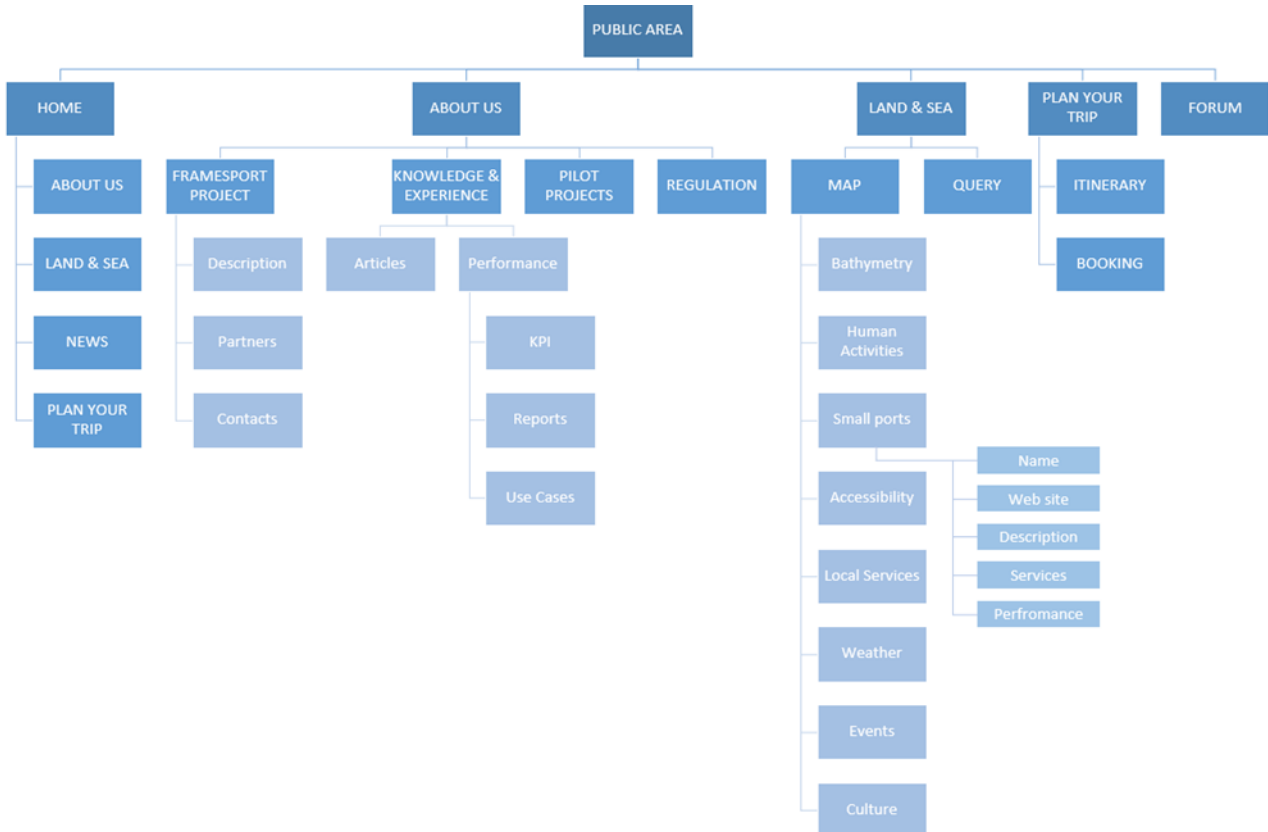 PUBLIC AREA
HOME
ABOUT US
LAND & SEA
PLAN YOUR
TRIP
FORUM
ABOUT US
LAND & SEA
NEWS
PLAN YOUR
TRIP
FRAMESPORT
PROJECT
Description
Partners
Contacts
KNOWLEDGE &
EXPERIENCE
Articles
Performance
KPI
Reports
Use Cases
PILOT
PROJECTS
REGULATION
MAP
Bathymetry
Human
Activities
Small ports
Name
Web site
Description
Services
Perfromance
Accessibility
Local Services
Weather
Events
Culture
QUERY
ITINERARY
BOOKING